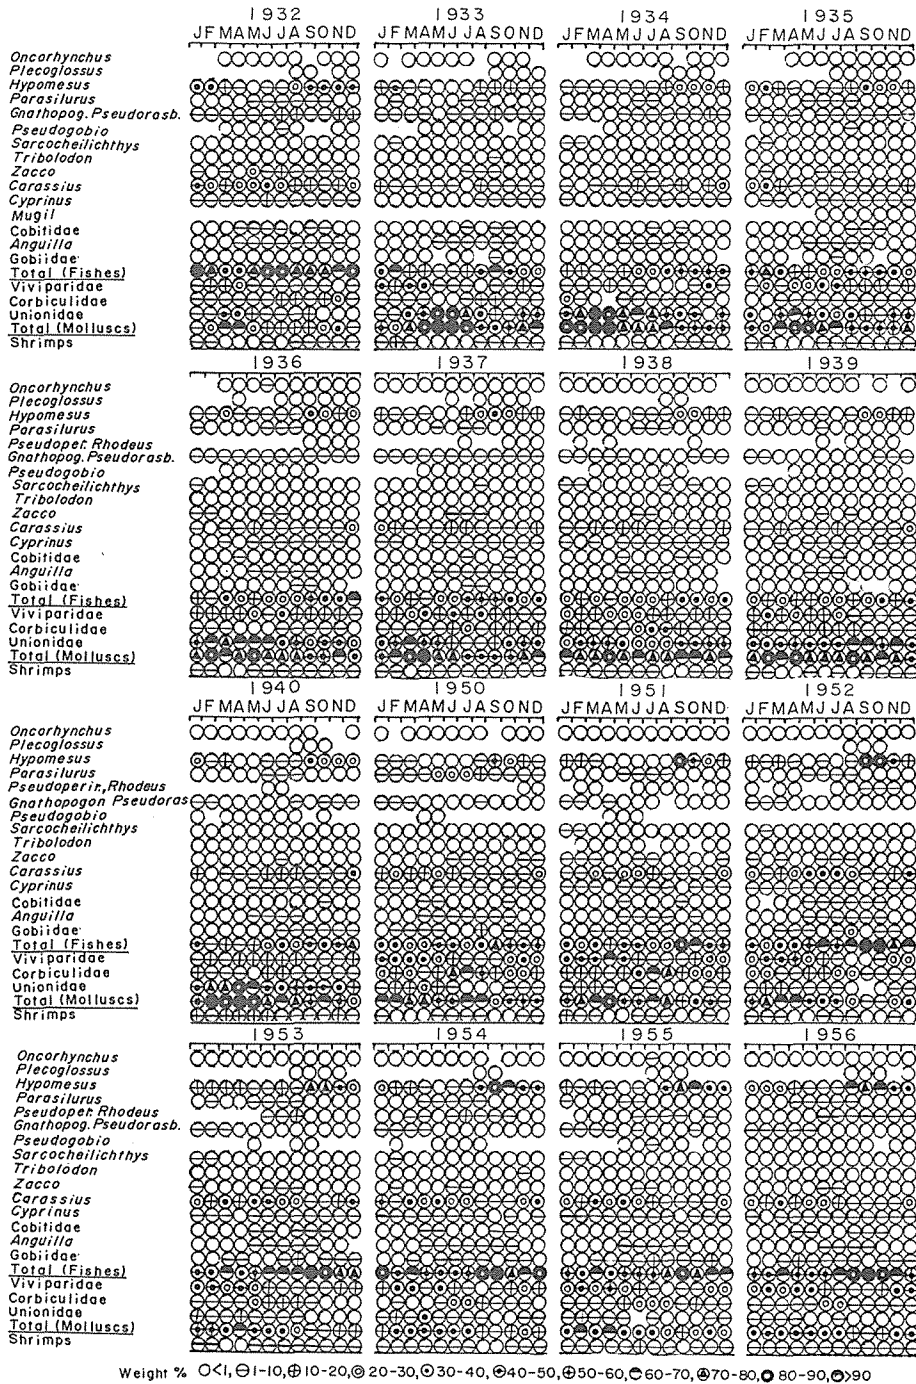 1932 1933 1934 1935
JFMAMJJASOND JFMAMJJASOND JFMAMJJASOND JFMAMJJASOND
Oncorhynchus
Plecoglossus
Hypomesus
Parasilurus
Gnathopog. Pseudorasb.
Pseudogobio
Sarcocheilichthys
Tribolodon
Zacco
Carassius
Cyprinus
Mugil
Cobitidae
Anguilla
Gobiidae
Total (Fishes)
Viviparidae
Corbiculidae
Unionidae
Total (Molluscs)
Shrimps
1936 1937 1938 1939
Oncorhynchus
Plecoglossus
Hypomesus
Parasilurus
Pseudoper. Rhodeus
Gnathopog. Pseudorasb.
Pseudogobio
Sarcocheilichthys
Tribolodon
Zacco
Carassius
Cyprinus
Cobitidae
Anguilla
Gobiidae
Total (Fishes)
Viviparidae
Corbiculidae
Unionidae
Total (Molluscs)
Shrimps
1940 1950 1951 1952
JFMAMJJASOND JFMAMJJASOND JFMAMJJASOND JFMAMJJASOND
Oncorhynchus
Plecoglossus
Hypomesus
Parasilurus
Pseudoperir., Rhodeus
Gnathopogon Pseudoras
Pseudogobio
Sarcocheilichthys
Tribolodon
Zacco
Carassius
Cyprinus
Cobitidae
Anguilla
Gobiidae
Total (Fishes)
Viviparidae
Corbiculidae
Unionidae
Total (Molluscs)
Shrimps
1953 1954 1955 1956
Oncorhynchus
Plecoglossus
Hypomesus
Parasilurus
Pseudoper. Rhodeus
Gnathopog. Pseudorasb.
Pseudogobio
Sarcocheilichthys
Tribolodon
Zacco
Carassius
Cyprinus
Cobitidae
Anguilla
Gobiidae
Total (Fishes)
Viviparidae
Corbiculidae
Unionidae
Total (Molluscs)
Shrimps
Weight % <1, 1-10, 10-20, 20-30, 30-40, 40-50, 50-60, 60-70, 70-80, 80-90, >90